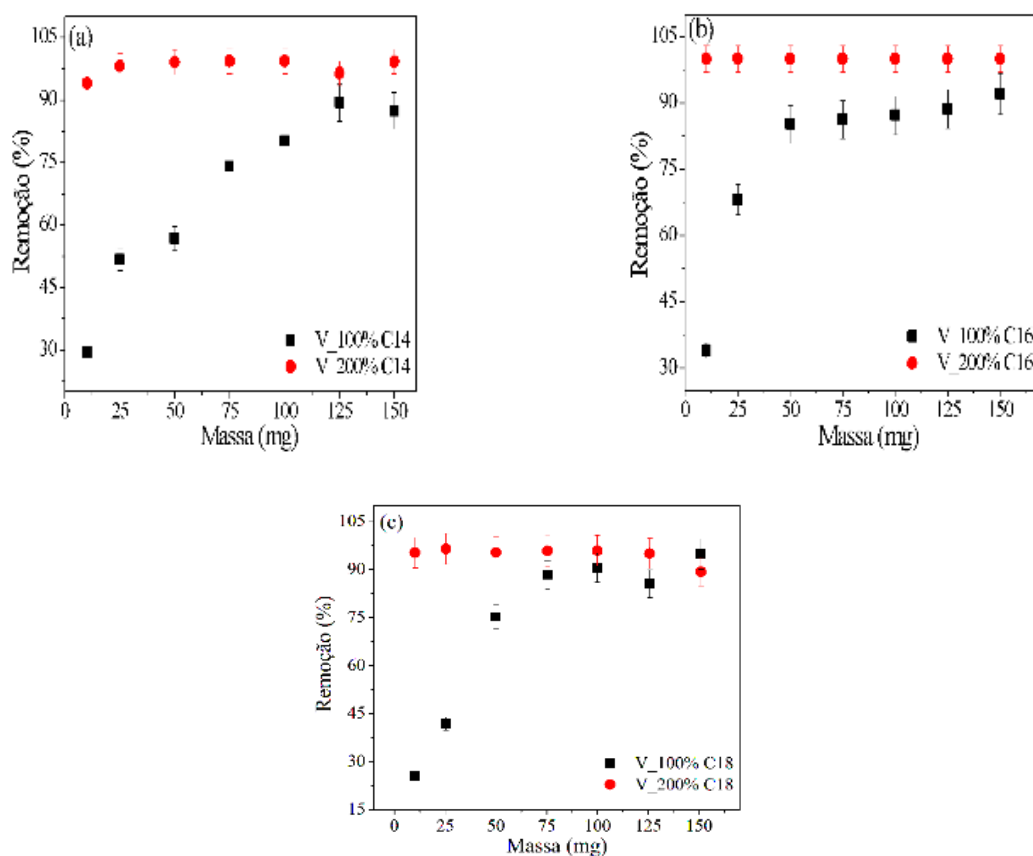 (a)
105
90
75
60
45
30
Remoção (%)
V_100% C14
V_200% C14
0 25 50 75 100 125 150
Massa (mg)
(b)
105
90
75
60
45
30
Remoção (%)
V_100% C16
V_200% C16
0 25 50 75 100 125 150
Massa (mg)
(c)
105
90
75
60
45
30
15
Remoção (%)
V_100% C18
V_200% C18
0 25 50 75 100 125 150
Massa (mg)